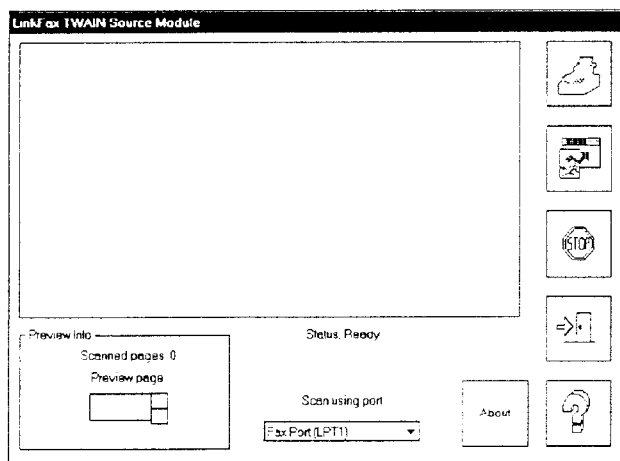 LinkFax TWAIN Source Module
STOP
Preview Info
Status: Ready
Scanned pages: 0
Preview page
Scan using port
About
Fax Port (LPT1)